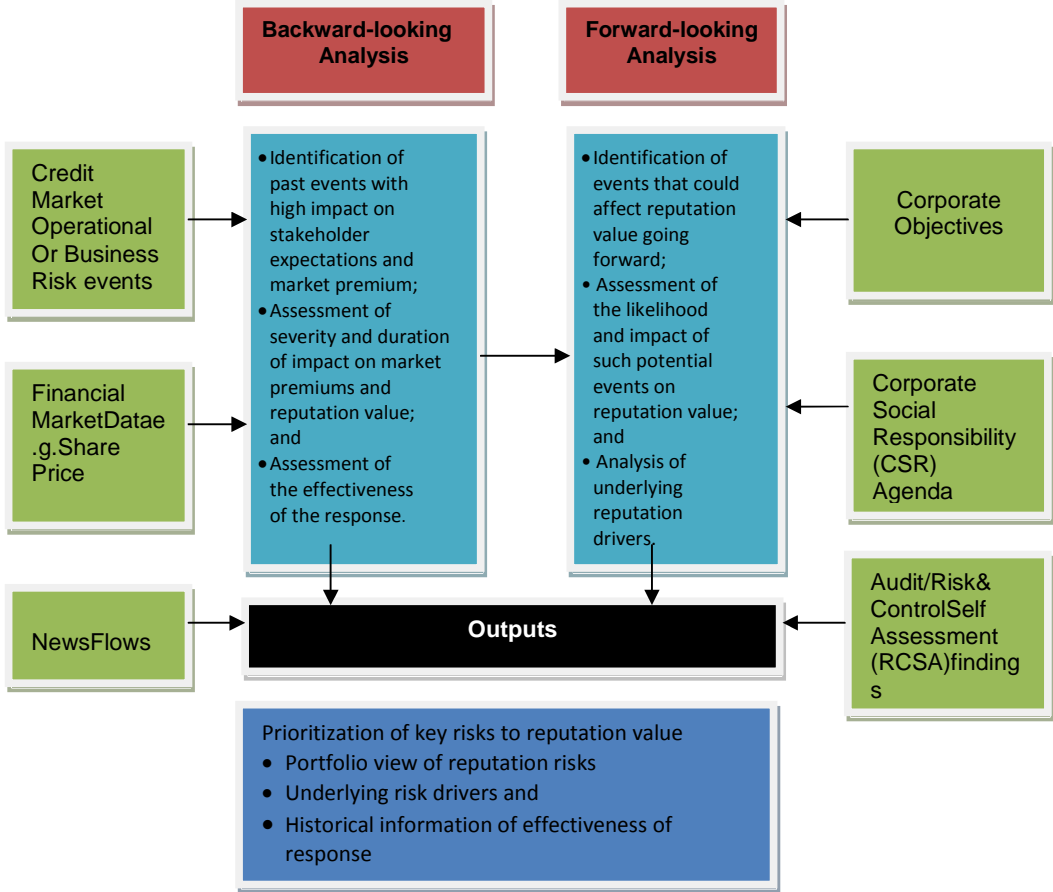 Backward-looking
Analysis
Forward-looking
Analysis
Credit
Market
Operational
Or Business
Risk events
• Identification of
past events with
high impact on
stakeholder
expectations and
market premium;
• Assessment of
severity and duration
of impact on market
premiums and
reputation value;
and
• Assessment of
the effectiveness
of the response.
• Identification of
events that could
affect reputation
value going
forward;
• Assessment of
the likelihood
and impact of
such potential
events on
reputation value;
and
• Analysis of
underlying
reputation
drivers.
Corporate
Objectives
Financial
MarketDatae
.g.Share
Price
Corporate
Social
Responsibility
(CSR)
Agenda
NewsFlows
Outputs
Audit/Risk&
ControlSelf
Assessment
(RCSA)finding
s
Prioritization of key risks to reputation value
• Portfolio view of reputation risks
• Underlying risk drivers and
• Historical information of effectiveness of
response